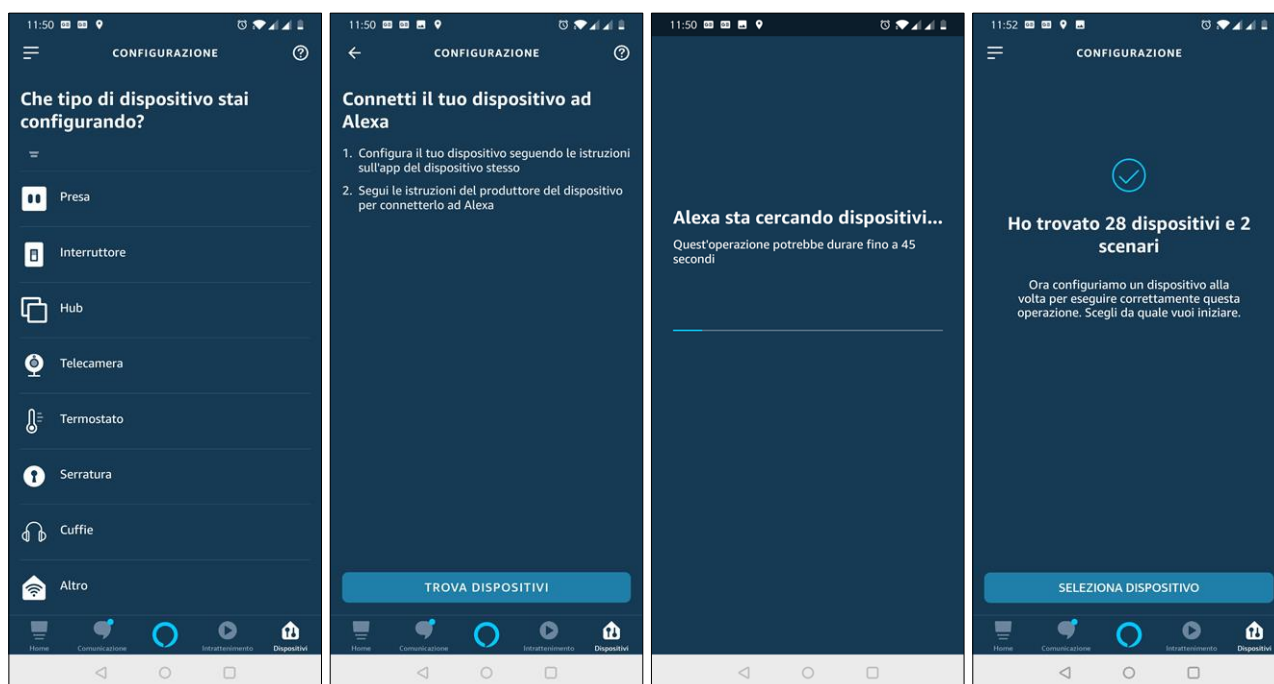 11:50
CONFIGURAZIONE
Che tipo di dispositivo stai
configurando?
Presa
Interruttore
Hub
Telecamera
Termostato
Serratura
Cuffie
Altro
Home Comunicazione Intrattenimento Dispositivi
11:50
CONFIGURAZIONE
Connetti il tuo dispositivo ad
Alexa
1. Configura il tuo dispositivo seguendo le istruzioni
sull'app del dispositivo stesso
2. Segui le istruzioni del produttore del dispositivo
per connetterlo ad Alexa
TROVA DISPOSITIVI
Home Comunicazione Intrattenimento Dispositivi
11:50
Alexa sta cercando dispositivi...
Quest'operazione potrebbe durare fino a 45
secondi
11:52
CONFIGURAZIONE
Ho trovato 28 dispositivi e 2
scenari
Ora configuriamo un dispositivo alla
volta per eseguire correttamente questa
operazione. Scegli da quale vuoi iniziare.
SELEZIONA DISPOSITIVO
Home Comunicazione Intrattenimento Dispositivi